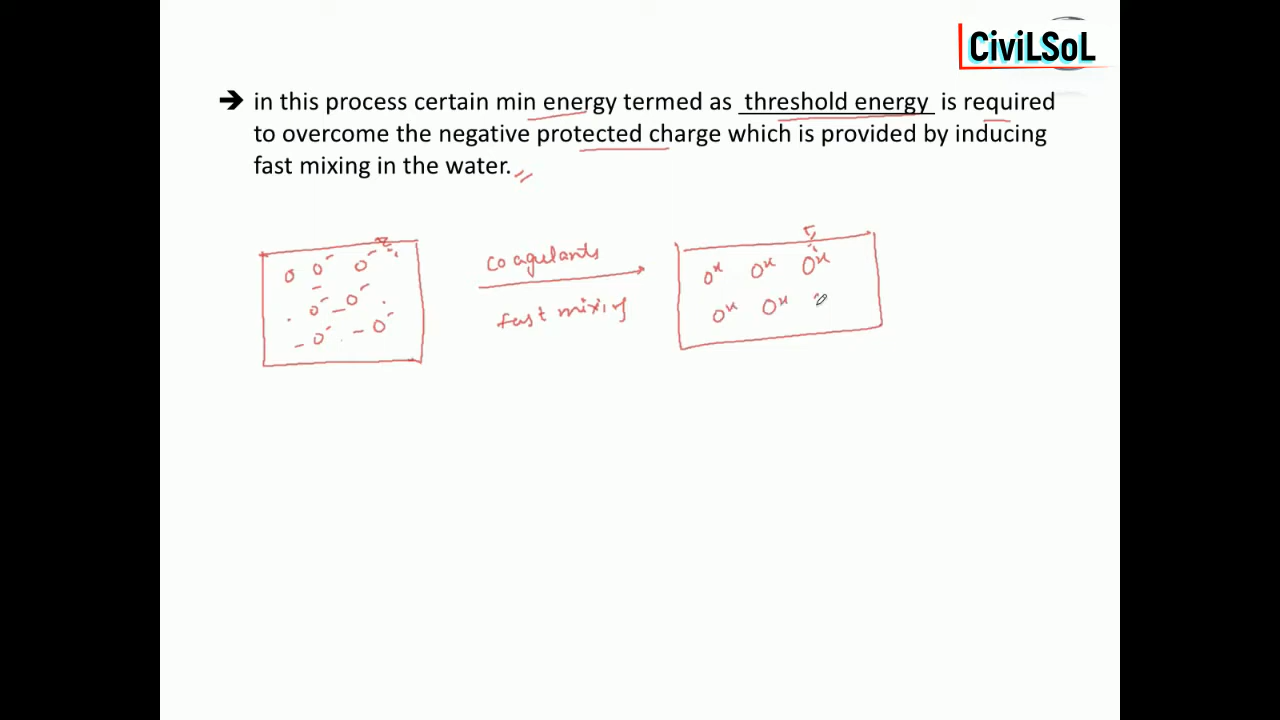 CiviLSoL
➔ in this process certain min energy termed as threshold energy is required
to overcome the negative protected charge which is provided by inducing
fast mixing in the water.
coagulants
fast mixing